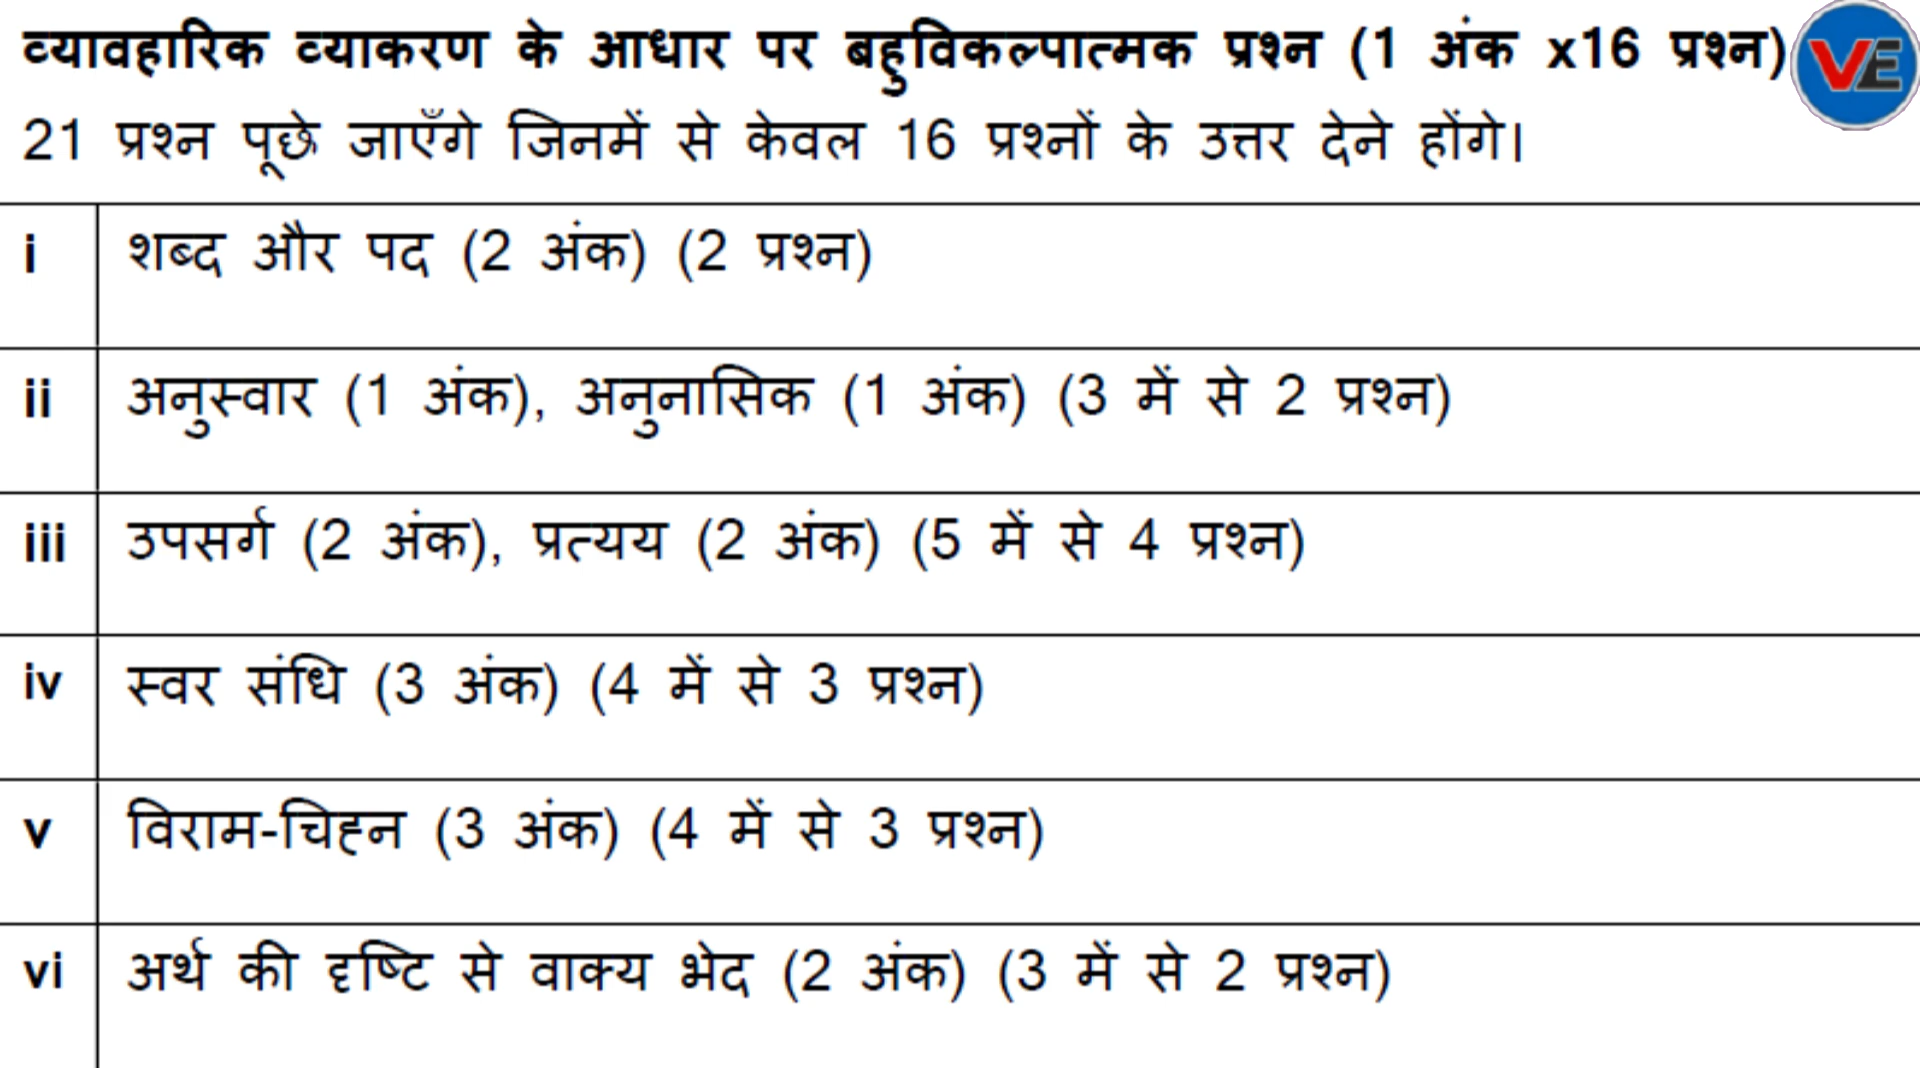 व्यावहारिक व्याकरण के आधार पर बहुविकल्पात्मक प्रश्न (1 अंक x16 प्रश्न)
VE
21 प्रश्न पूछे जाएँगे जिनमें से केवल 16 प्रश्नों के उत्तर देने होंगे।
i शब्द और पद (2 अंक) (2 प्रश्न)
ii अनुस्वार (1 अंक), अनुनासिक (1 अंक) (3 में से 2 प्रश्न)
iii उपसर्ग (2 अंक), प्रत्यय (2 अंक) (5 में से 4 प्रश्न)
iv स्वर संधि (3 अंक) (4 में से 3 प्रश्न)
v विराम-चिह्न (3 अंक) (4 में से 3 प्रश्न)
vi अर्थ की दृष्टि से वाक्य भेद (2 अंक) (3 में से 2 प्रश्न)